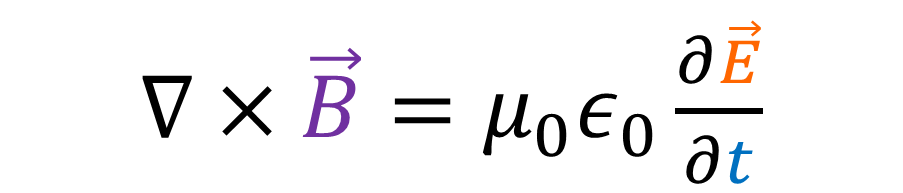 ∇ × B⃗ = μ₀ϵ₀ ∂E⃗/∂t